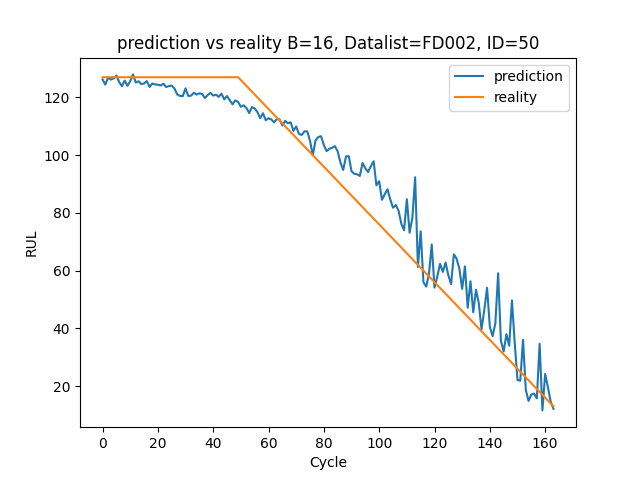 prediction vs reality B=16, Datalist=FD002, ID=50
prediction
reality
120
100
80
60
40
20
RUL
0 20 40 60 80 100 120 140 160
Cycle